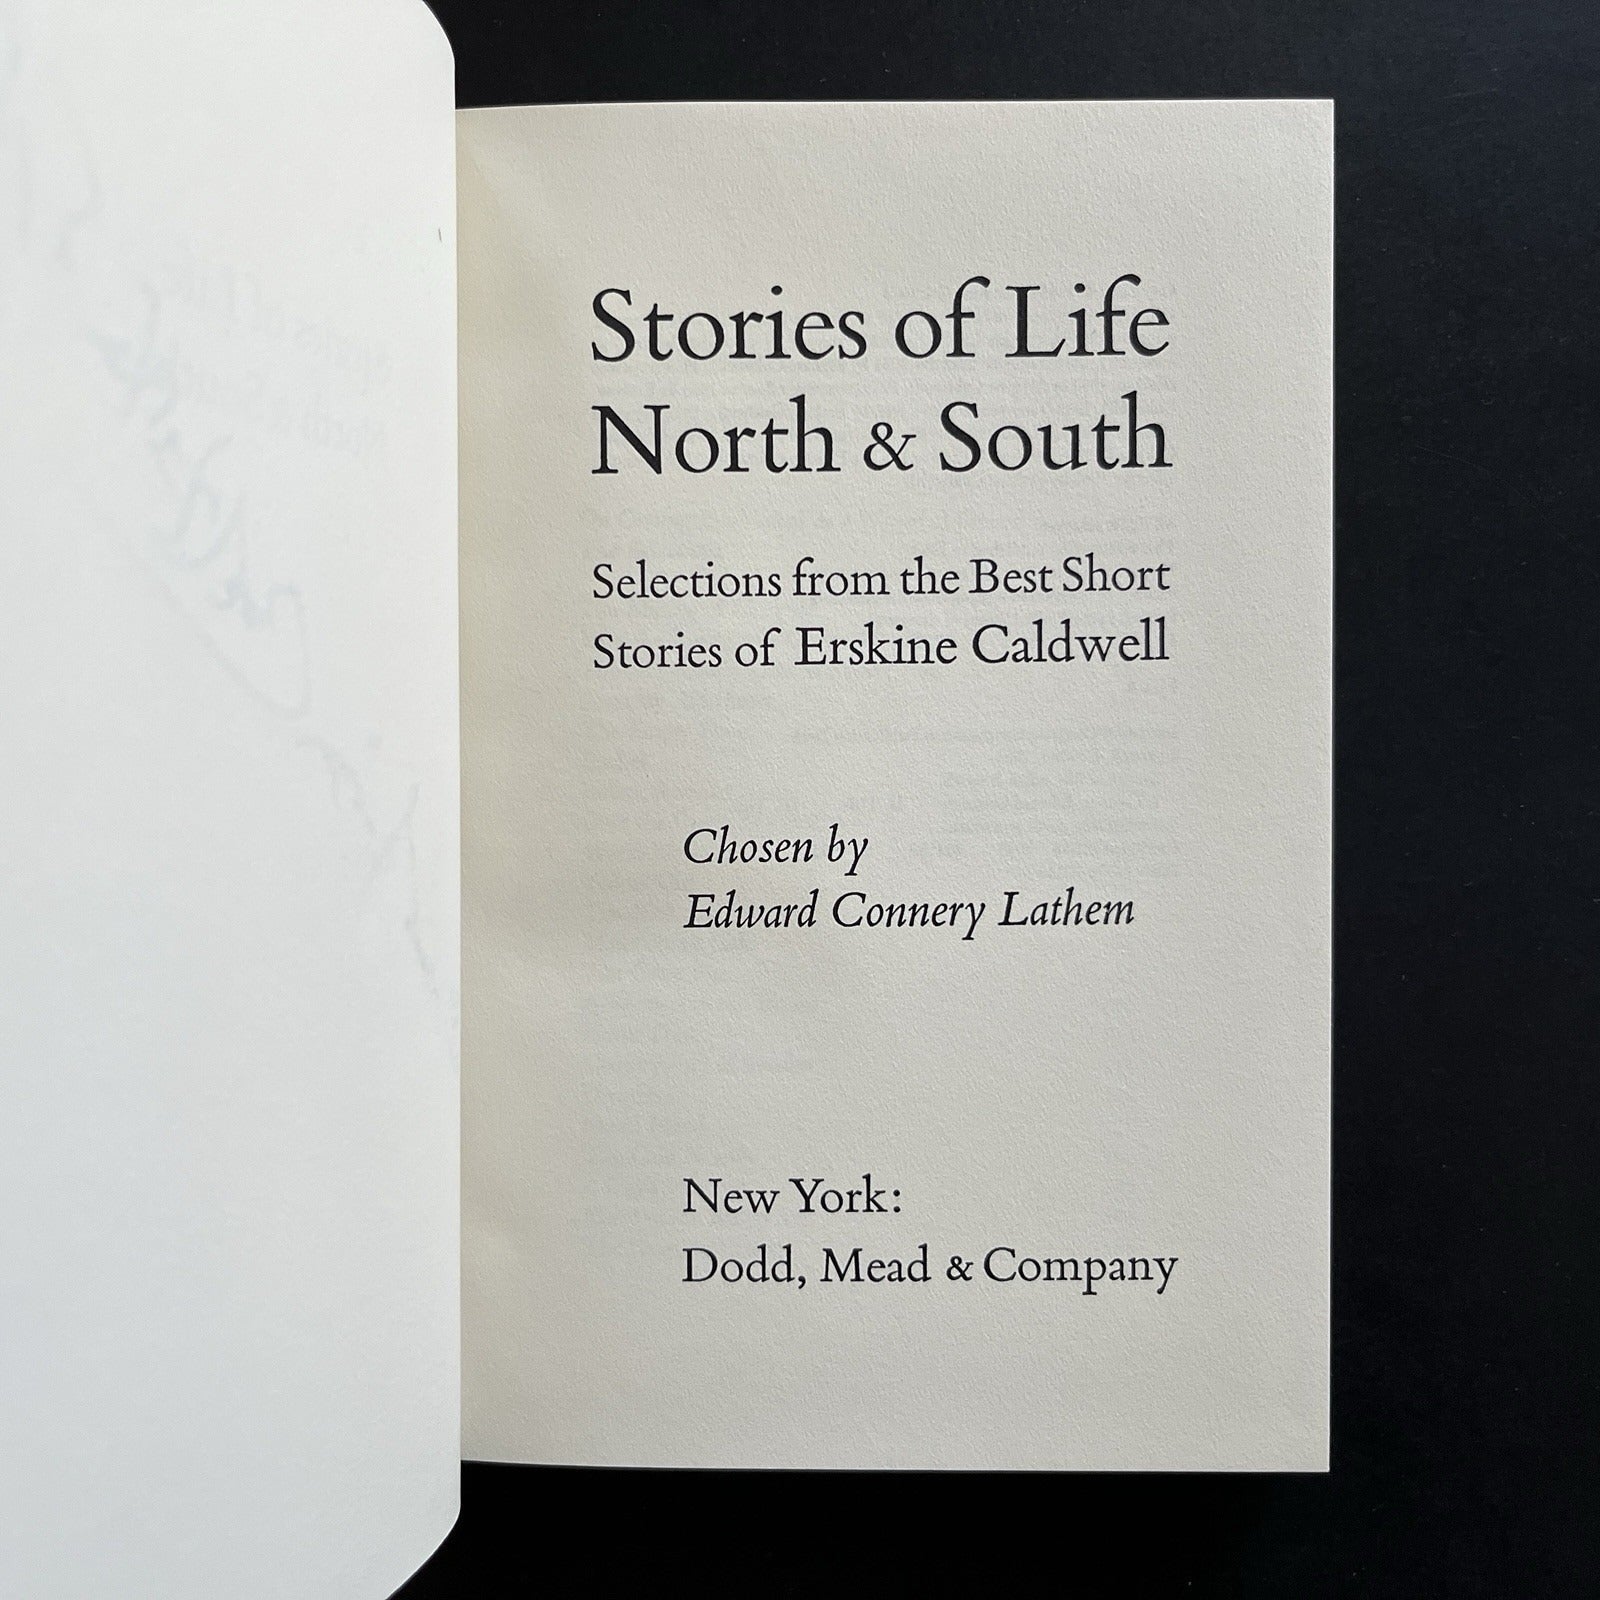 Stories of Life
North & South
Selections from the Best Short
Stories of Erskine Caldwell
Chosen by
Edward Connery Lathem
New York:
Dodd, Mead & Company